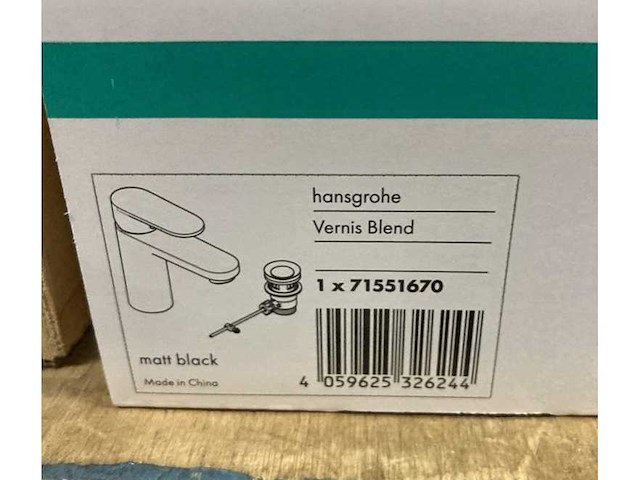 hansgrohe
Vernis Blend
1 x 71551670
matt black
Made in China
4 059625 326244